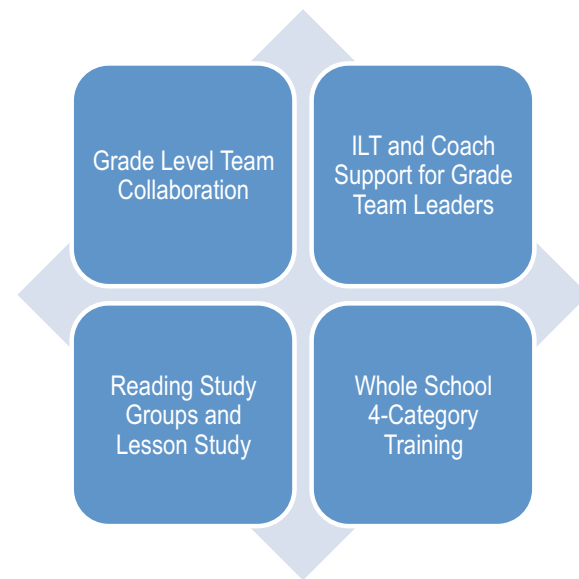 Grade Level Team
Collaboration
ILT and Coach
Support for Grade
Team Leaders
Reading Study
Groups and
Lesson Study
Whole School
4-Category
Training